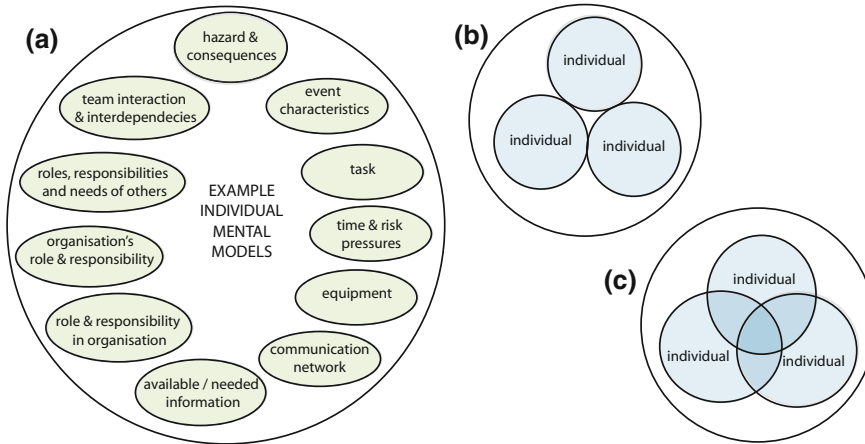 (a)
hazard &
consequences
team interaction
& interdependecies
event
characteristics
roles, responsibilities
and needs of others
task
EXAMPLE
INDIVIDUAL
MENTAL
MODELS
time & risk
pressures
organisation's
role & responsibility
equipment
role & responsibility
in organisation
communication
network
available / needed
information
(b)
individual
individual
individual
(c)
individual
individual
individual